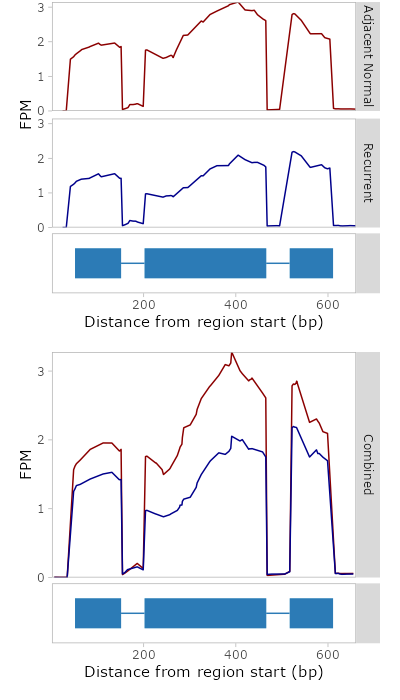 3
2
1
0
Adjacent Normal
FPM
3
2
1
0
Recurrent
200
400
600
Distance from region start (bp)
3
2
1
0
FPM
Combined
200
400
600
Distance from region start (bp)